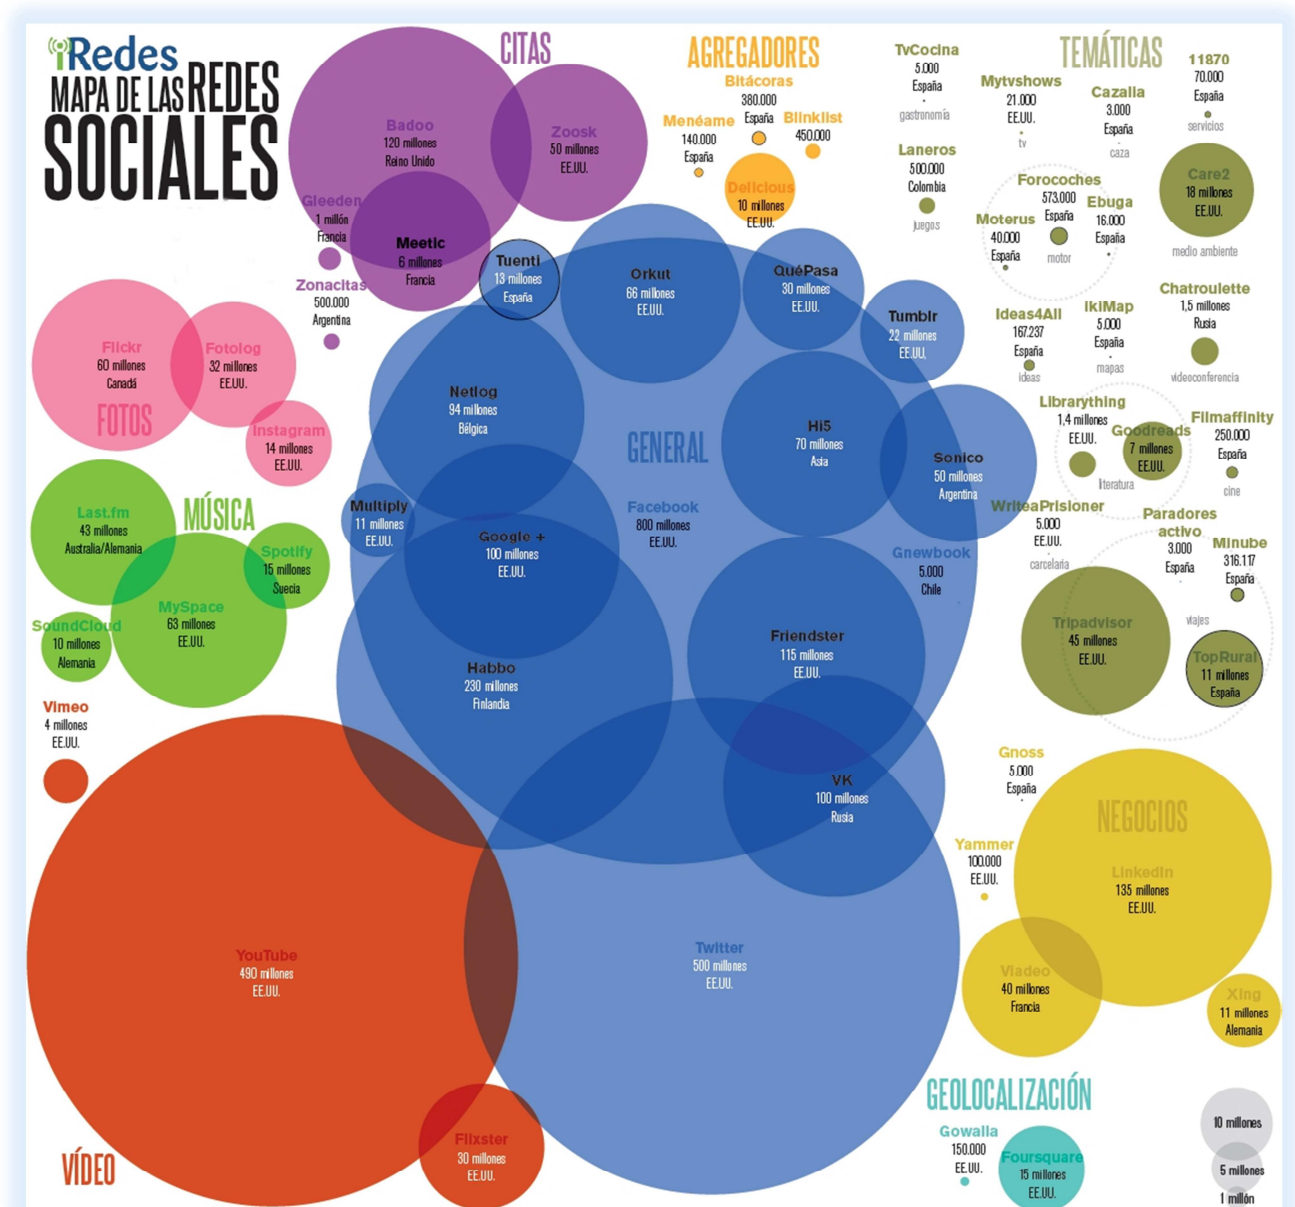 iRedes
MAPA DE LAS REDES
SOCIALES
CITAS
Badoo
120 millones
Reino Unido
Zoosk
50 millones
EE.UU.
Gleeden
1 millón
Francia
Meetic
6 millones
Francia
Zonacitas
500.000
Argentina
AGREGADORES
Bitácoras
380.000
España
Menéame
140.000
España
Blinklist
450.000
Delicious
10 millones
EE.UU.
TEMÁTICAS
TvCocina
5.000
España
gastronomía
Mytvshows
21.000
EE.UU.
tv
Cazalla
3.000
España
caza
11870
70.000
España
servicios
Laneros
500.000
Colombia
juegos
Forocoches
573.000
España
Moterus
40.000
España
Ebuga
16.000
España
motor
Care2
18 millones
EE.UU.
medio ambiente
Ideas4All
167.237
España
ideas
ikiMap
5.000
España
mapas
Chatroulette
1,5 millones
Rusia
videoconferencia
Librarything
1,4 millones
EE.UU.
Goodreads
7 millones
EE.UU.
literatura
Filmaffinity
250.000
España
cine
WriteaPrisioner
5.000
EE.UU.
carcelaria
Paradores
activo
3.000
España
Minube
316.117
España
viajes
Tripadvisor
45 millones
EE.UU.
TopRural
11 millones
España
FOTOS
Flickr
60 millones
Canadá
Fotolog
32 millones
EE.UU.
Instagram
14 millones
EE.UU.
MÚSICA
Last.fm
43 millones
Australia/Alemania
Spotify
15 millones
Suecia
MySpace
63 millones
EE.UU.
SoundCloud
10 millones
Alemania
GENERAL
Tuenti
13 millones
España
Orkut
66 millones
EE.UU.
QuéPasa
30 millones
EE.UU.
Tumblr
22 millones
EE.UU.
Netlog
94 millones
Bélgica
Hi5
70 millones
Asia
Sonico
50 millones
Argentina
Multiply
11 millones
EE.UU.
Google +
100 millones
EE.UU.
Facebook
800 millones
EE.UU.
Gnewbook
5.000
Chile
Habbo
230 millones
Finlandia
Friendster
115 millones
EE.UU.
VK
100 millones
Rusia
Twitter
500 millones
EE.UU.
Vimeo
4 millones
EE.UU.
YouTube
490 millones
EE.UU.
Flixster
30 millones
EE.UU.
VÍDEO
NEGOCIOS
Gnoss
5.000
España
Yammer
100.000
EE.UU.
LinkedIn
135 millones
EE.UU.
Viadeo
40 millones
Francia
Xing
11 millones
Alemania
GEOLOCALIZACIÓN
Gowalla
150.000
EE.UU.
Foursquare
15 millones
EE.UU.
10 millones
5 millones
1 millón